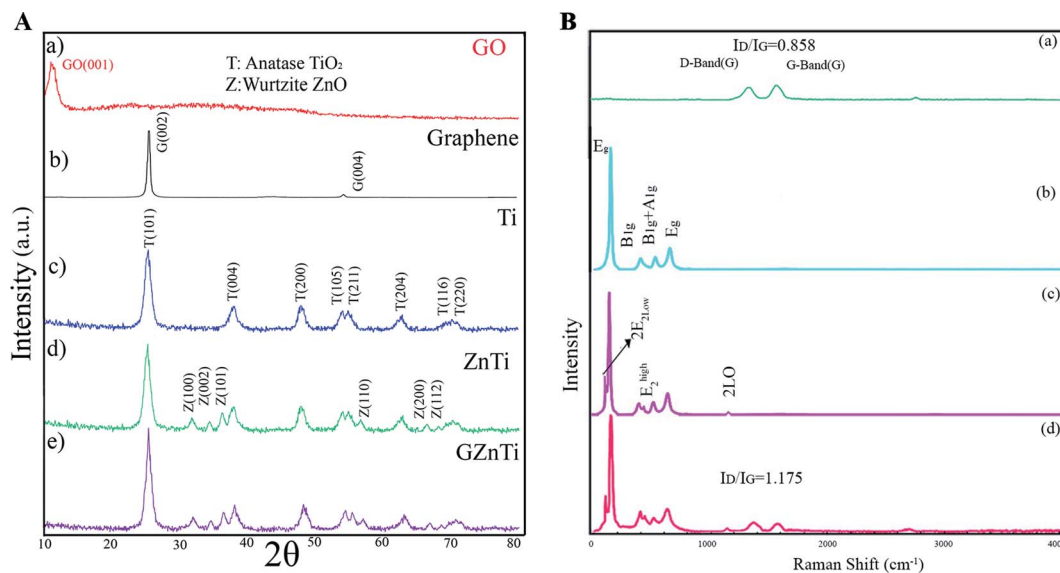 A
a)
GO
GO(001)
T: Anatase TiO₂
Z:Wurtzite ZnO
Graphene
b)
G(002)
G(004)
Ti
c)
T(101)
T(004)
T(200)
T(105)
T(211)
T(204)
T(116)
T(220)
d)
ZnTi
Z(100)
Z(002)
Z(101)
Z(110)
Z(200)
Z(112)
e)
GZnTi
Intensity (a.u.)
10 20 30 40 50 60 70 80
2θ
B
(a)
ID/IG=0.858
D-Band(G)
G-Band(G)
(b)
Eg
B1g
B1g+A1g
Eg
(c)
2E2Low
E2high
2LO
(d)
ID/IG=1.175
Intensity
0 1000 2000 3000 400
Raman Shift (cm⁻¹)